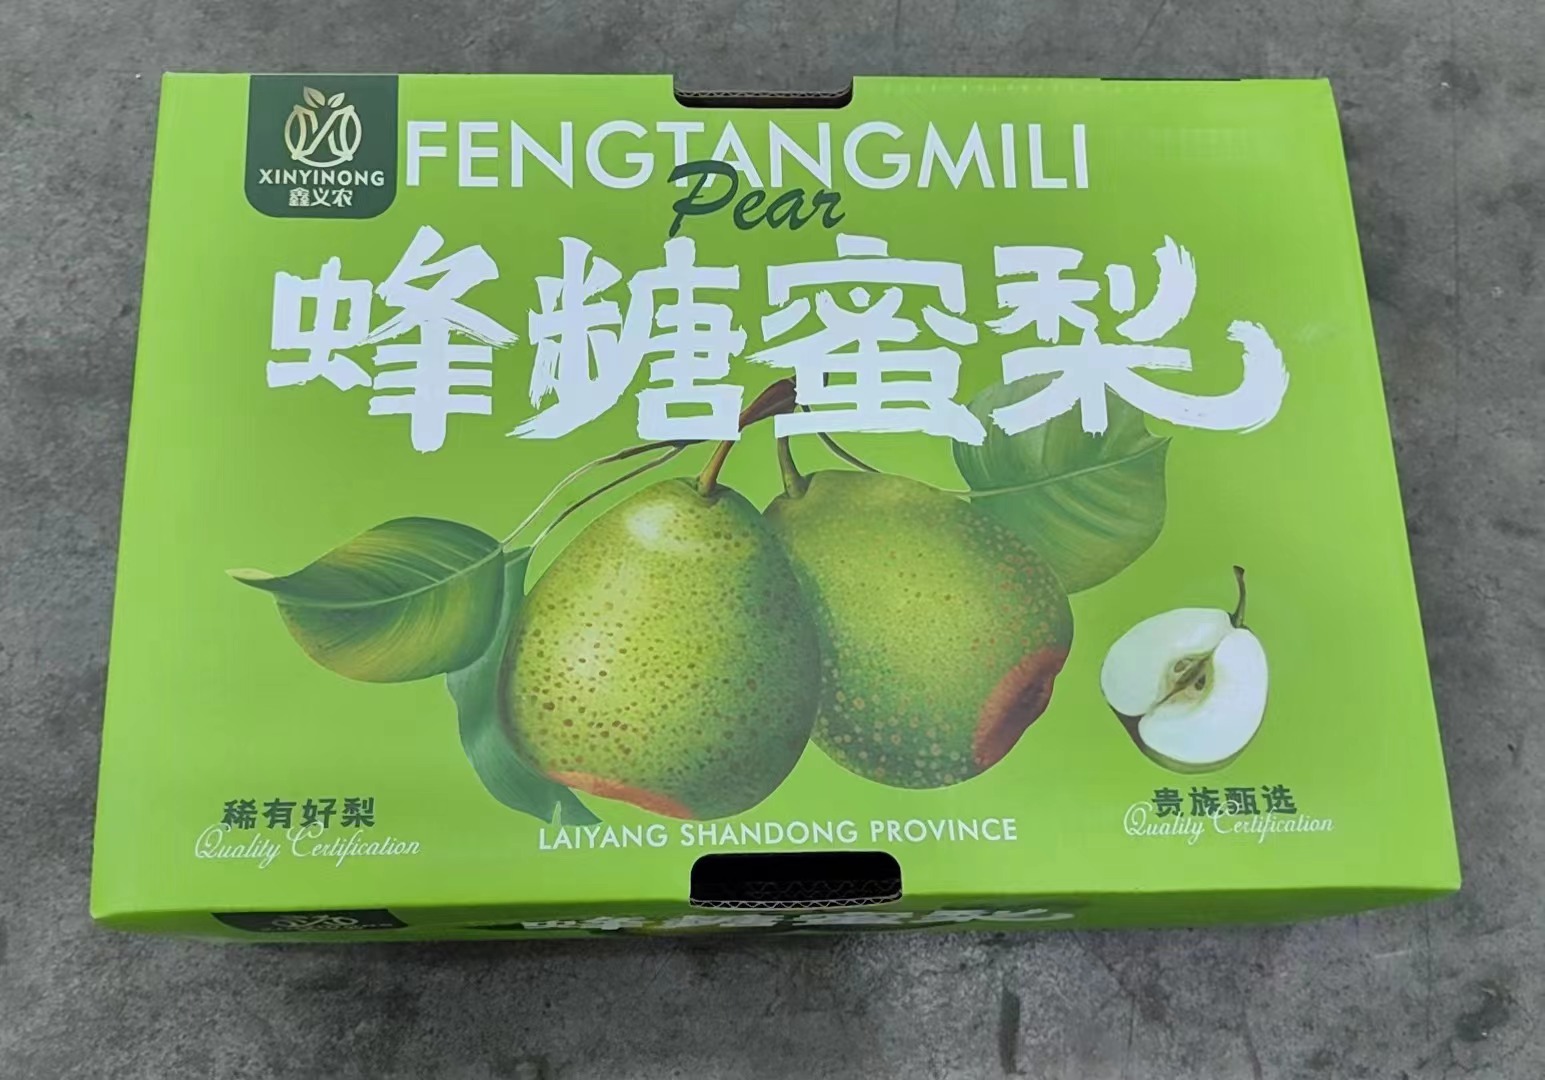 XINYINONG
鑫义农
FENGTANGMILI
Pear
蜂糖蜜梨
稀有好梨
Quality Certification
LAIYANG SHANDONG PROVINCE
贵族甄选
Quality Certification